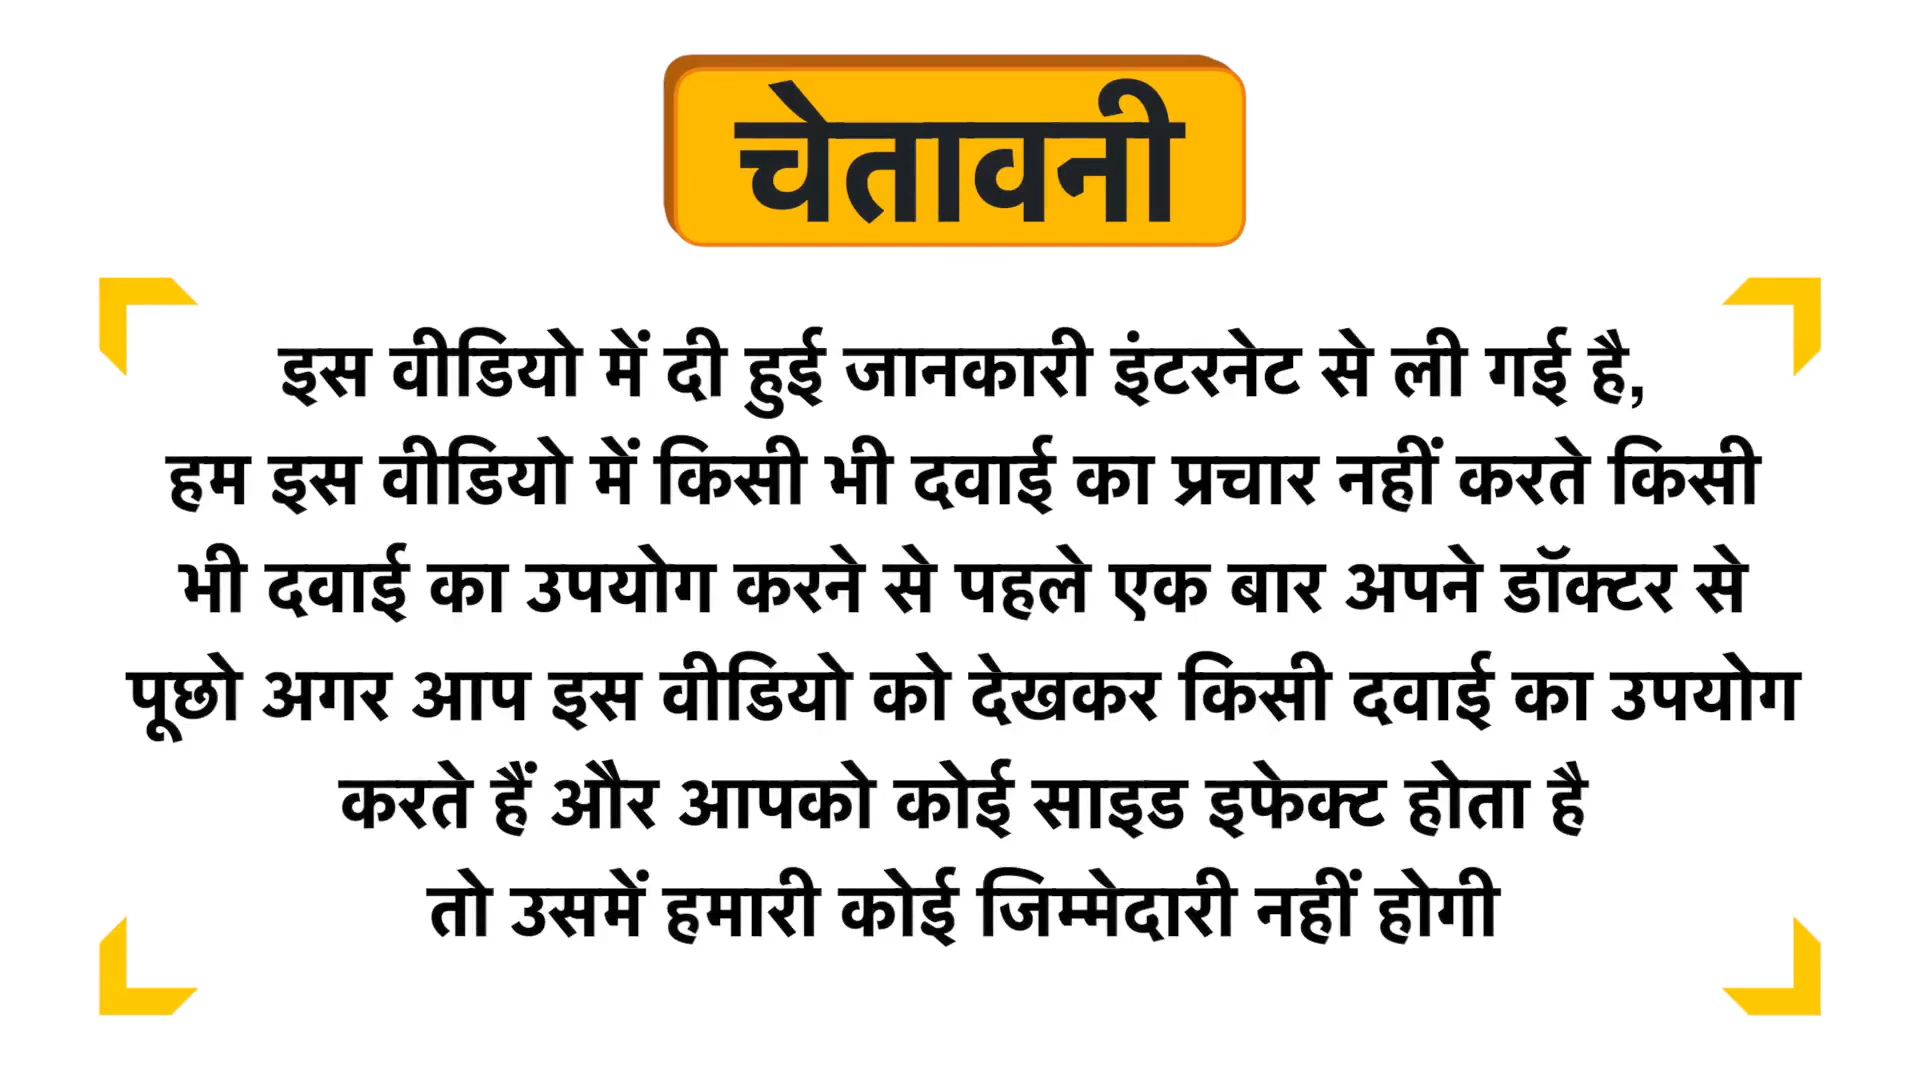 चेतावनी
इस वीडियो में दी हुई जानकारी इंटरनेट से ली गई है,
हम इस वीडियो में किसी भी दवाई का प्रचार नहीं करते किसी
भी दवाई का उपयोग करने से पहले एक बार अपने डॉक्टर से
पूछो अगर आप इस वीडियो को देखकर किसी दवाई का उपयोग
करते हैं और आपको कोई साइड इफेक्ट होता है
तो उसमें हमारी कोई जिम्मेदारी नहीं होगी